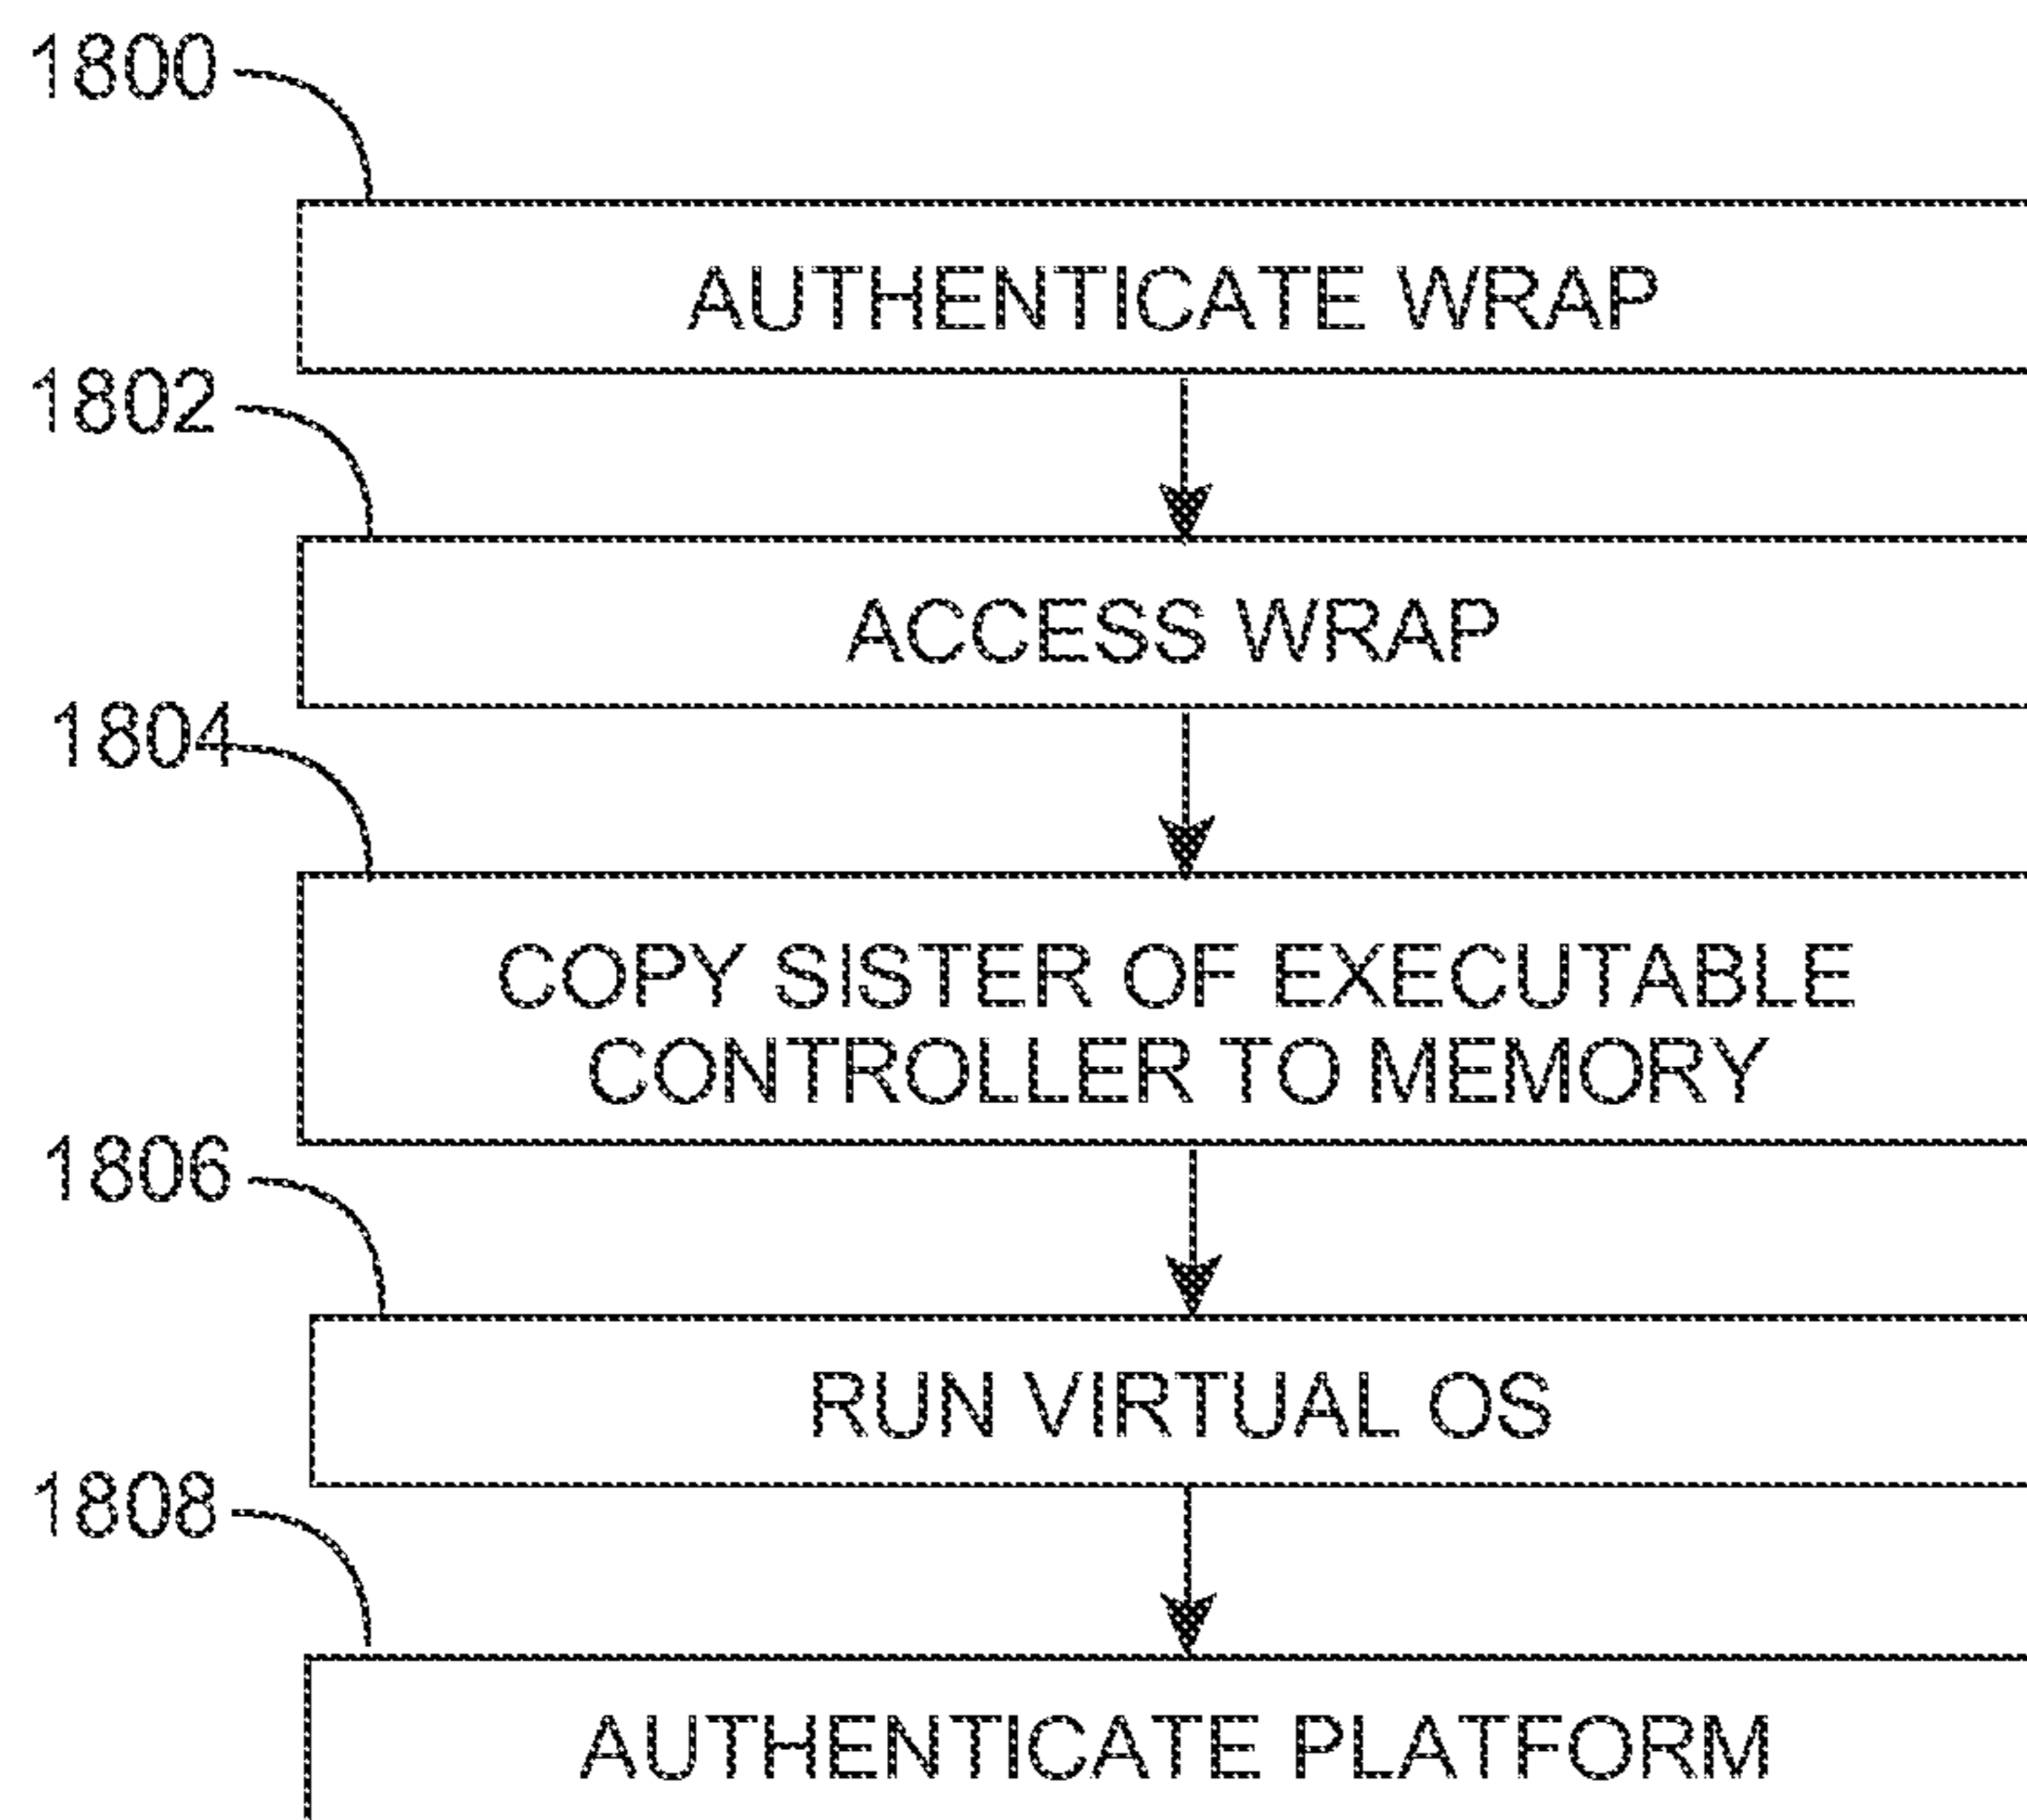 1800
AUTHENTICATE WRAP
1802
ACCESS WRAP
1804
COPY SISTER OF EXECUTABLE
CONTROLLER TO MEMORY
1806
RUN VIRTUAL OS
1808
AUTHENTICATE PLATFORM